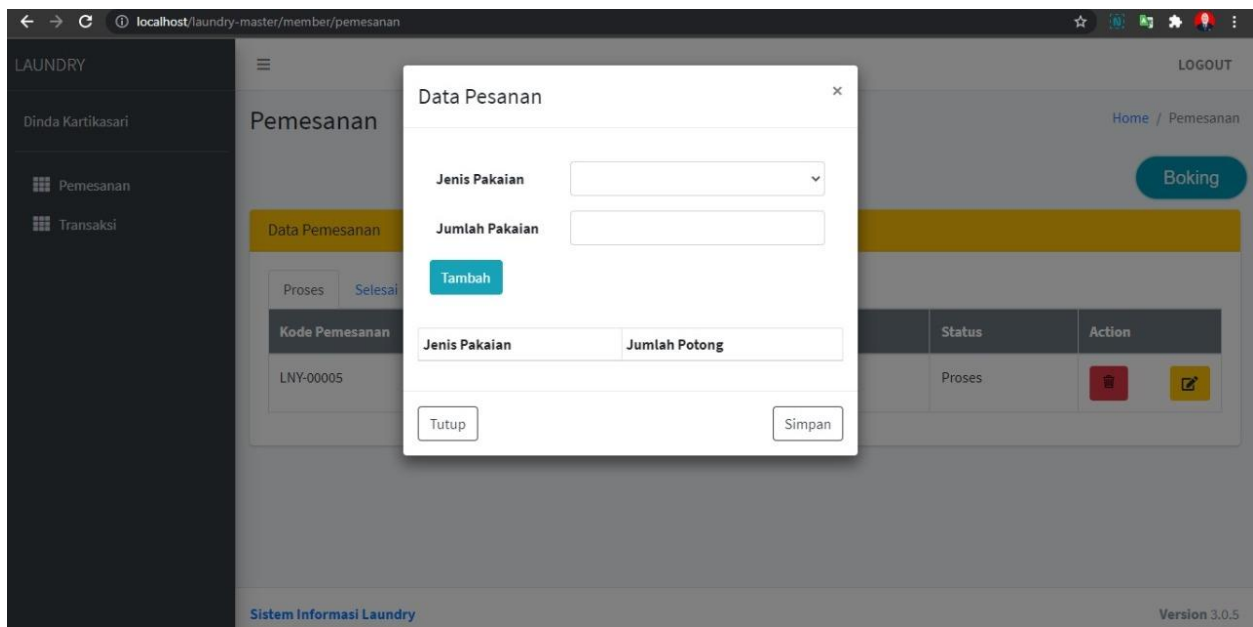 localhost/laundry-master/member/pemesanan
LAUNDRY
LOGOUT
Dinda Kartikasari
Pemesanan
Home / Pemesanan
Pemesanan
Transaksi
Boking
Data Pemesanan
Proses Selesai
Kode Pemesanan Status Action
LNY-00005 Proses
Data Pesanan ×
Jenis Pakaian
Jumlah Pakaian
Tambah
Jenis Pakaian Jumlah Potong
Tutup Simpan
Sistem Informasi Laundry Version 3.0.5